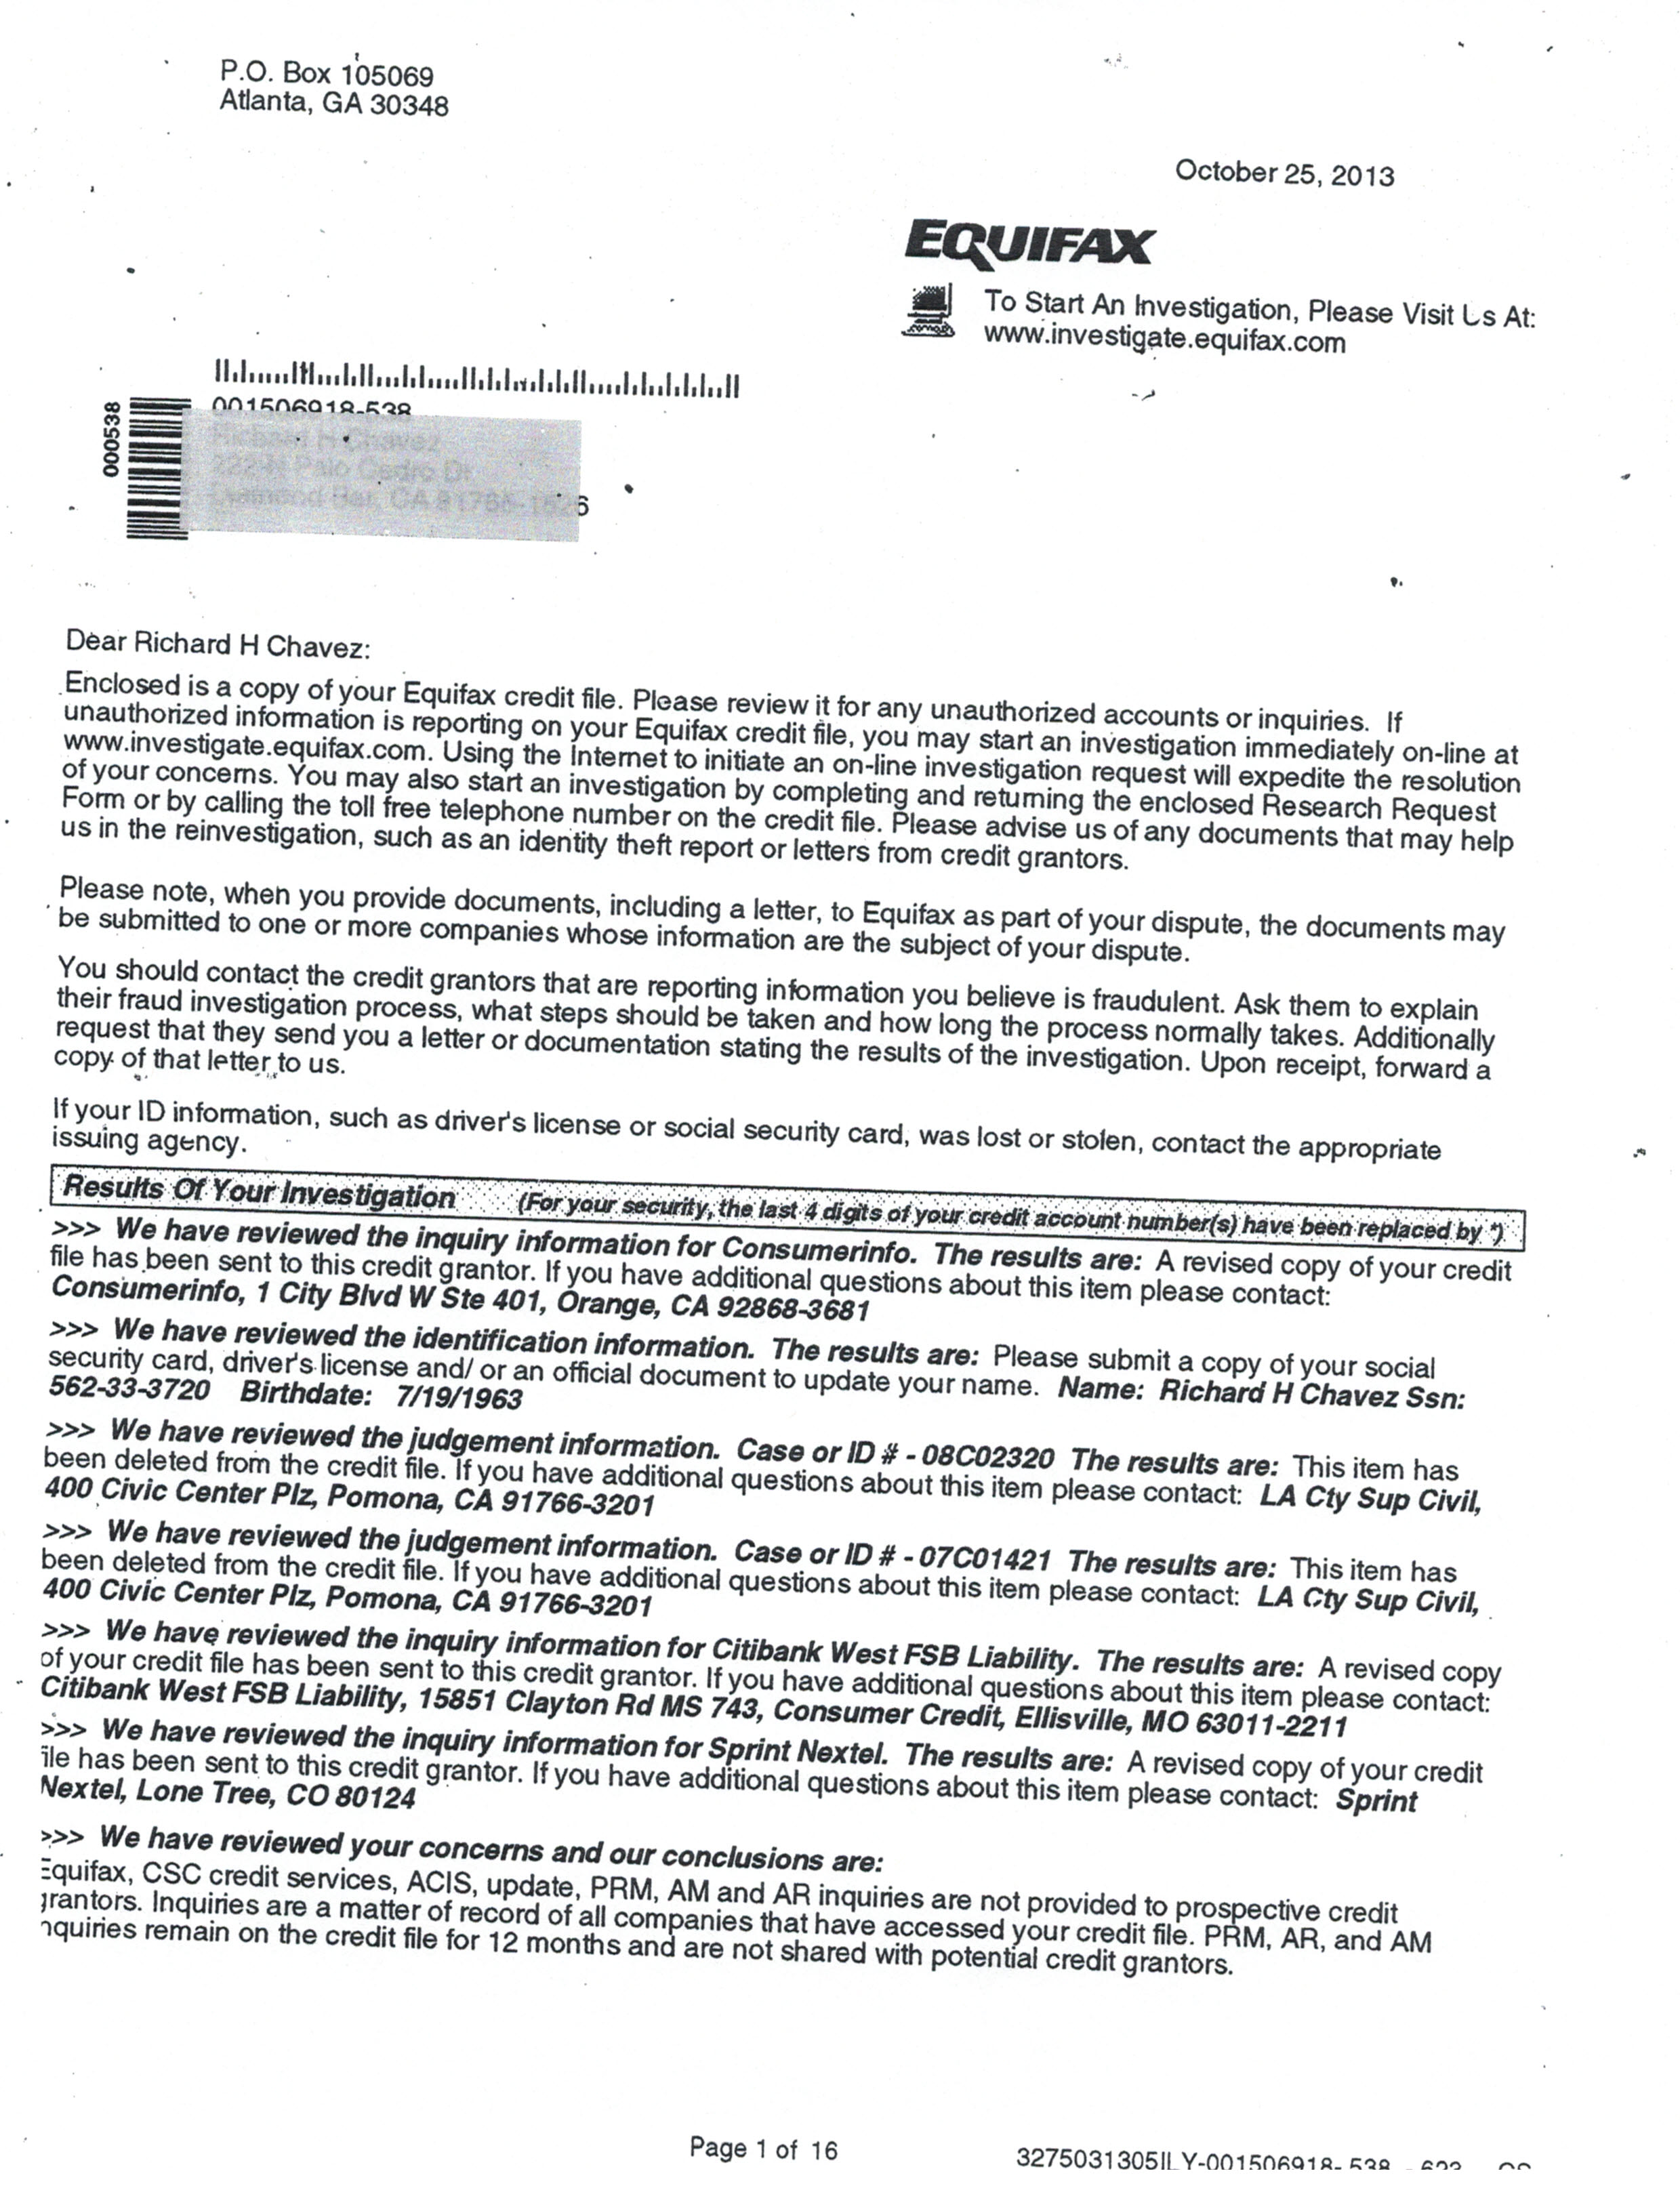 P.O. Box 105069
Atlanta, GA 30348
October 25, 2013
EQUIFAX
To Start An Investigation, Please Visit Us At:
www.investigate.equifax.com
000538
001506918-538
Dear Richard H Chavez:
Enclosed is a copy of your Equifax credit file. Please review it for any unauthorized accounts or inquiries. If
unauthorized information is reporting on your Equifax credit file, you may start an investigation immediately on-line at
www.investigate.equifax.com. Using the Internet to initiate an on-line investigation request will expedite the resolution
of your concerns. You may also start an investigation by completing and returning the enclosed Research Request
Form or by calling the toll free telephone number on the credit file. Please advise us of any documents that may help
us in the reinvestigation, such as an identity theft report or letters from credit grantors.
Please note, when you provide documents, including a letter, to Equifax as part of your dispute, the documents may
be submitted to one or more companies whose information are the subject of your dispute.
You should contact the credit grantors that are reporting information you believe is fraudulent. Ask them to explain
their fraud investigation process, what steps should be taken and how long the process normally takes. Additionally
request that they send you a letter or documentation stating the results of the investigation. Upon receipt, forward a
copy of that letter to us.
If your ID information, such as driver's license or social security card, was lost or stolen, contact the appropriate
issuing agency.
Results Of Your Investigation (For your security, the last 4 digits of your credit account number(s) have been replaced by *)
>>> We have reviewed the inquiry information for Consumerinfo. The results are: A revised copy of your credit
file has been sent to this credit grantor. If you have additional questions about this item please contact:
Consumerinfo, 1 City Blvd W Ste 401, Orange, CA 92868-3681
>>> We have reviewed the identification information. The results are: Please submit a copy of your social
security card, driver's license and/ or an official document to update your name. Name: Richard H Chavez Ssn:
562-33-3720 Birthdate: 7/19/1963
>>> We have reviewed the judgement information. Case or ID # - 08C02320 The results are: This item has
been deleted from the credit file. If you have additional questions about this item please contact: LA Cty Sup Civil,
400 Civic Center Plz, Pomona, CA 91766-3201
>>> We have reviewed the judgement information. Case or ID # - 07C01421 The results are: This item has
been deleted from the credit file. If you have additional questions about this item please contact: LA Cty Sup Civil,
400 Civic Center Plz, Pomona, CA 91766-3201
>>> We have reviewed the inquiry information for Citibank West FSB Liability. The results are: A revised copy
of your credit file has been sent to this credit grantor. If you have additional questions about this item please contact:
Citibank West FSB Liability, 15851 Clayton Rd MS 743, Consumer Credit, Ellisville, MO 63011-2211
>>> We have reviewed the inquiry information for Sprint Nextel. The results are: A revised copy of your credit
ile has been sent to this credit grantor. If you have additional questions about this item please contact: Sprint
Nextel, Lone Tree, CO 80124
>>> We have reviewed your concerns and our conclusions are:
Equifax, CSC credit services, ACIS, update, PRM, AM and AR inquiries are not provided to prospective credit
grantors. Inquiries are a matter of record of all companies that have accessed your credit file. PRM, AR, and AM
nquiries remain on the credit file for 12 months and are not shared with potential credit grantors.
Page 1 of 16
3275031305ILY-001506918- 538